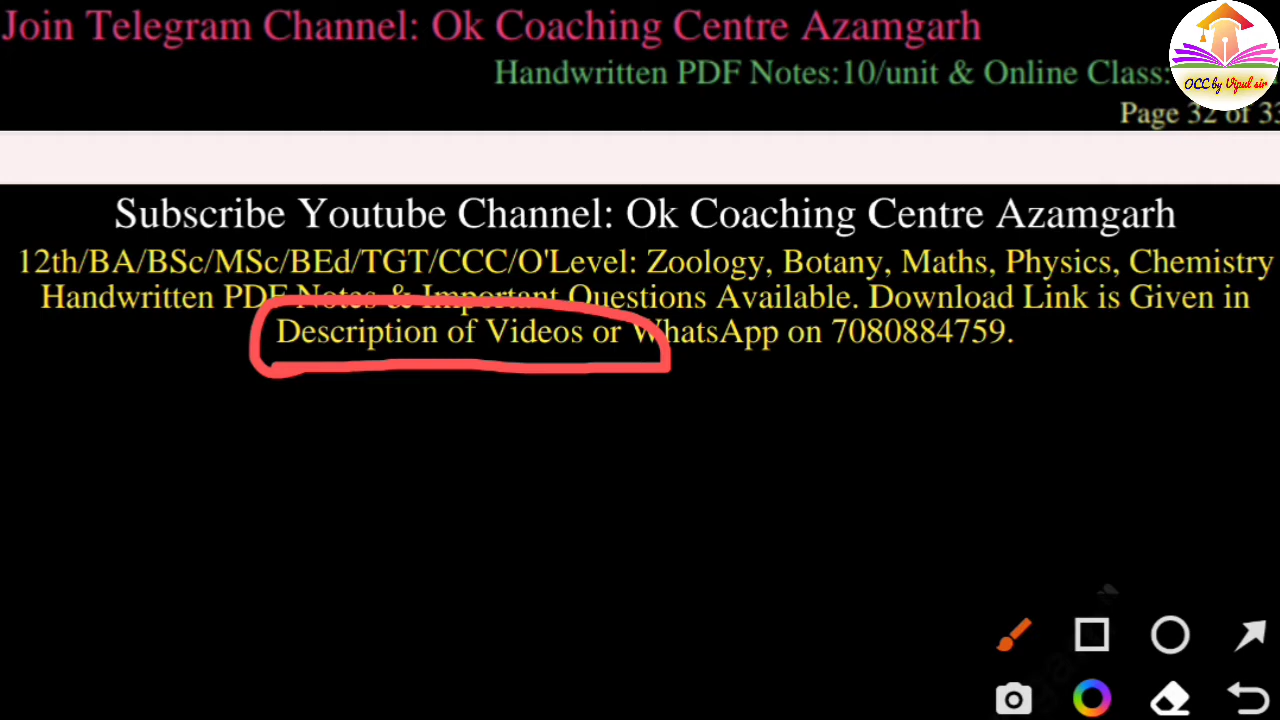 Join Telegram Channel: Ok Coaching Centre Azamgarh
Handwritten PDF Notes:10/unit & Online Class:
OCC by Vipul sir
Page 32 of 33
Subscribe Youtube Channel: Ok Coaching Centre Azamgarh
12th/BA/BSc/MSc/BEd/TGT/CCC/O'Level: Zoology, Botany, Maths, Physics, Chemistry
Handwritten PDF Notes & Important Questions Available. Download Link is Given in
Description of Videos or WhatsApp on 7080884759.